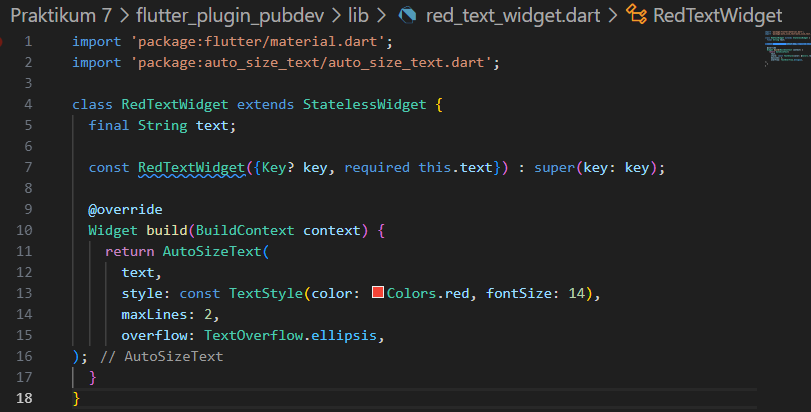 Praktikum 7 > flutter_plugin_pubdev > lib > red_text_widget.dart > RedTextWidget
1 import 'package:flutter/material.dart';
2 import 'package:auto_size_text/auto_size_text.dart';
3
4 class RedTextWidget extends StatelessWidget {
5   final String text;
6
7   const RedTextWidget({Key? key, required this.text}) : super(key: key);
8
9   @override
10   Widget build(BuildContext context) {
11     return AutoSizeText(
12       text,
13       style: const TextStyle(color: Colors.red, fontSize: 14),
14       maxLines: 2,
15       overflow: TextOverflow.ellipsis,
16 ); // AutoSizeText
17   }
18 }